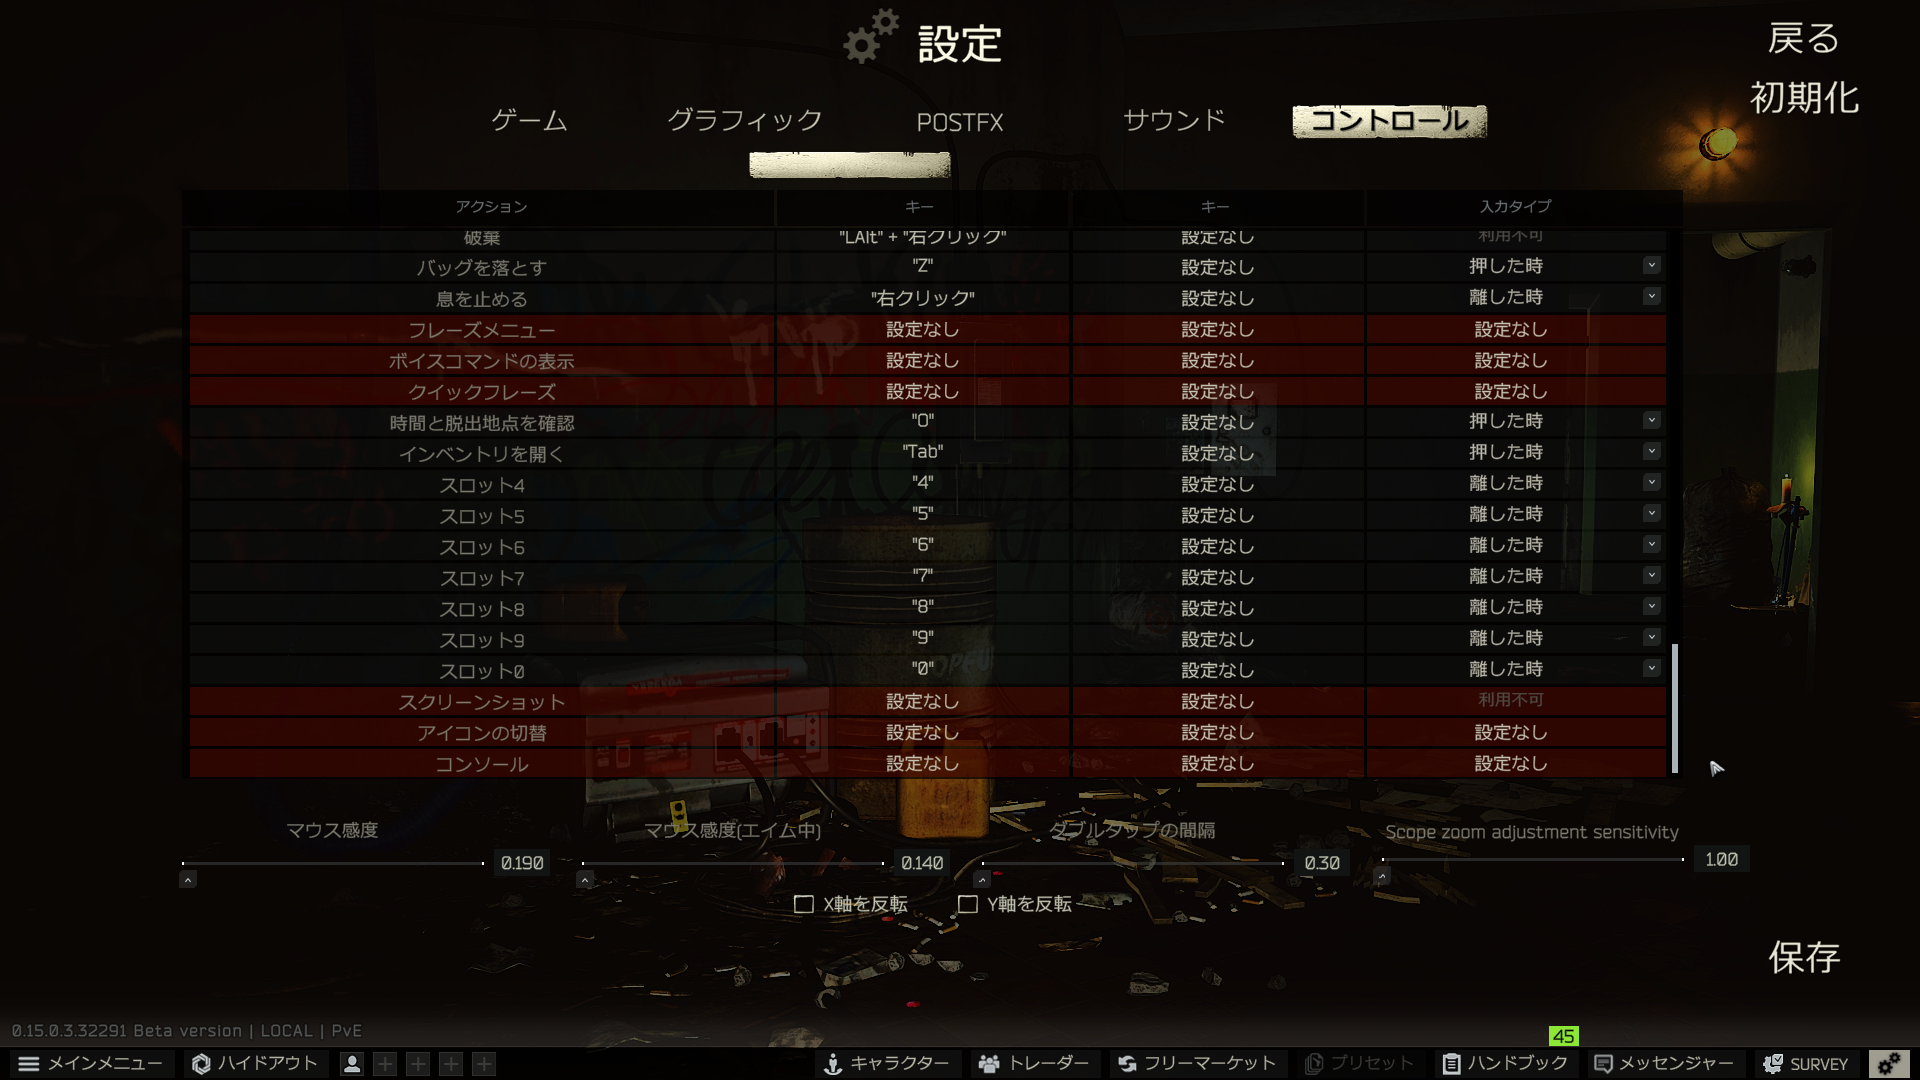 設定
戻る
初期化
ゲーム グラフィック POSTFX サウンド コントロール
アクション キー キー 入力タイプ
破棄 "LAlt" + "右クリック" 設定なし 利用不可
バッグを落とす "Z" 設定なし 押した時
息を止める "右クリック" 設定なし 離した時
フレーズメニュー 設定なし 設定なし 設定なし
ボイスコマンドの表示 設定なし 設定なし 設定なし
クイックフレーズ 設定なし 設定なし 設定なし
時間と脱出地点を確認 "O" 設定なし 押した時
インベントリを開く "Tab" 設定なし 押した時
スロット4 "4" 設定なし 離した時
スロット5 "5" 設定なし 離した時
スロット6 "6" 設定なし 離した時
スロット7 "7" 設定なし 離した時
スロット8 "8" 設定なし 離した時
スロット9 "9" 設定なし 離した時
スロット0 "0" 設定なし 離した時
スクリーンショット 設定なし 設定なし 利用不可
アイコンの切替 設定なし 設定なし 設定なし
コンソール 設定なし 設定なし 設定なし
マウス感度 マウス感度(エイム中) ダブルタップの間隔 Scope zoom adjustment sensitivity
0.190 0.140 0.30 1.00
X軸を反転 Y軸を反転
保存
0.15.0.3.32291 Beta version | LOCAL | PvE
45
メインメニュー ハイドアウト キャラクター トレーダー フリーマーケット プリセット ハンドブック メッセンジャー SURVEY